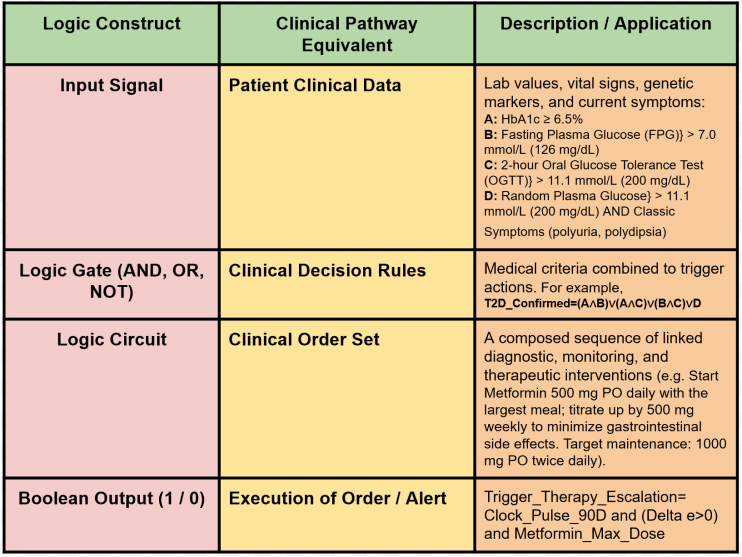 Logic Construct
Clinical Pathway
Equivalent
Description / Application
Input Signal
Patient Clinical Data
Lab values, vital signs, genetic
markers, and current symptoms:
A: HbA1c ≥ 6.5%
B: Fasting Plasma Glucose (FPG)} > 7.0
mmol/L (126 mg/dL)
C: 2-hour Oral Glucose Tolerance Test
(OGTT)} > 11.1 mmol/L (200 mg/dL)
D: Random Plasma Glucose} > 11.1
mmol/L (200 mg/dL) AND Classic
Symptoms (polyuria, polydipsia)
Logic Gate (AND, OR,
NOT)
Clinical Decision Rules
Medical criteria combined to trigger
actions. For example,
T2D_Confirmed=(A∧B)∨(A∧C)∨(B∧C)∨D
Logic Circuit
Clinical Order Set
A composed sequence of linked
diagnostic, monitoring, and
therapeutic interventions (e.g. Start
Metformin 500 mg PO daily with the
largest meal; titrate up by 500 mg
weekly to minimize gastrointestinal
side effects. Target maintenance: 1000
mg PO twice daily).
Boolean Output (1 / 0)
Execution of Order / Alert
Trigger_Therapy_Escalation=
Clock_Pulse_90D and (Delta e>0)
and Metformin_Max_Dose